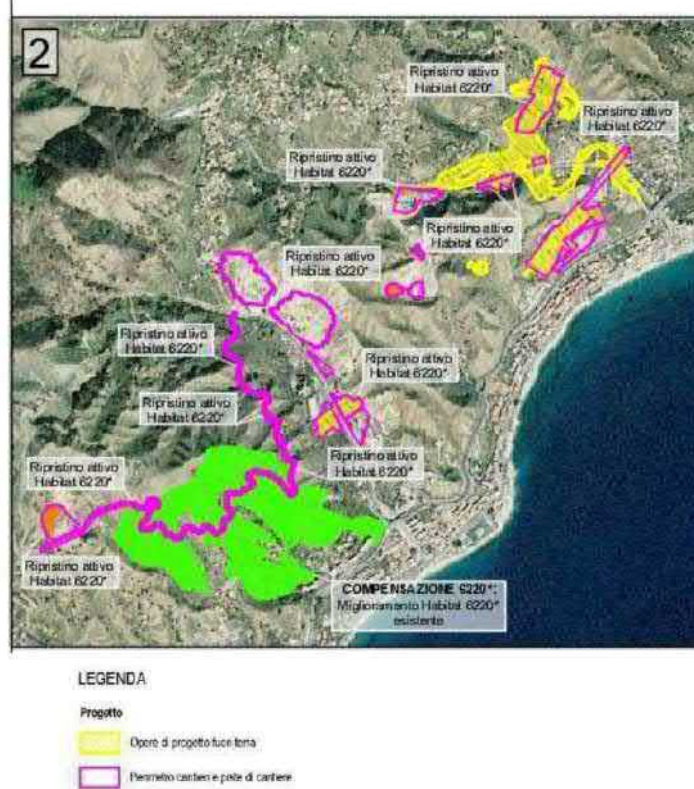 2
Ripristino attivo
Habitat 6220*
Ripristino attivo
Habitat 6220*
Ripristino attivo
Habitat 6220*
Ripristino attivo
Habitat 6220*
Ripristino attivo
Habitat 6220*
Ripristino attivo
Habitat 6220*
Ripristino attivo
Habitat 6220*
Ripristino attivo
Habitat 6220*
Ripristino attivo
Habitat 6220*
Ripristino attivo
Habitat 6220*
Ripristino attivo
Habitat 6220*
COMPENSAZIONE 6220*:
Miglioramento Habitat 6220*
esistente
LEGENDA
Progetto
Opere di progetto fuori terra
Perimetro cantieri e piste di cantiere